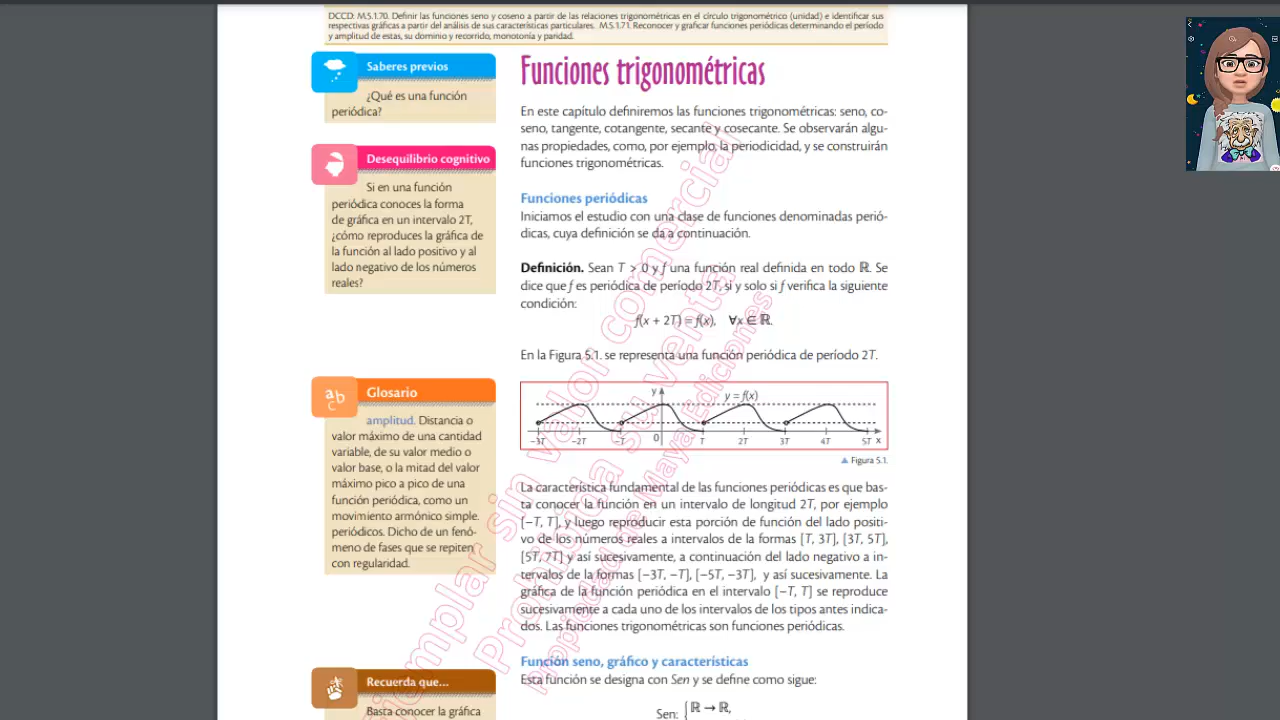 DCCD: M.5.1.70. Definir las funciones seno y coseno a partir de las relaciones trigonométricas en el círculo trigonométrico (unidad) e identificar sus
respectivas gráficas a partir del análisis de sus características particulares. M.5.1.71. Reconocer y graficar funciones periódicas determinando el período
y amplitud de estas, su dominio y recorrido, monotonía y paridad.
Saberes previos
¿Qué es una función
periódica?
Desequilibrio cognitivo
Si en una función
periódica conoces la forma
de gráfica en un intervalo 2T,
¿cómo reproduces la gráfica de
la función al lado positivo y al
lado negativo de los números
reales?
Glosario
amplitud. Distancia o
valor máximo de una cantidad
variable, de su valor medio o
valor base, o la mitad del valor
máximo pico a pico de una
función periódica, como un
movimiento armónico simple.
periódicos. Dicho de un fenó-
meno de fases que se repiten
con regularidad.
Recuerda que...
Basta conocer la gráfica
Funciones trigonométricas
En este capítulo definiremos las funciones trigonométricas: seno, co-
seno, tangente, cotangente, secante y cosecante. Se observarán algu-
nas propiedades, como, por ejemplo, la periodicidad, y se construirán
funciones trigonométricas.
Funciones periódicas
Iniciamos el estudio con una clase de funciones denominadas perió-
dicas, cuya definición se da a continuación.
Definición. Sean T > 0 y f una función real definida en todo ℝ. Se
dice que f es periódica de período 2T, si y solo si f verifica la siguiente
condición:
f(x + 2T) = f(x), ∀x ∈ ℝ.
En la Figura 5.1. se representa una función periódica de período 2T.
y
y = f(x)
-3T -2T -T 0 T 2T 3T 4T 5T x
▲ Figura 5.1.
La característica fundamental de las funciones periódicas es que bas-
ta conocer la función en un intervalo de longitud 2T, por ejemplo
[−T, T], y luego reproducir esta porción de función del lado positi-
vo de los números reales a intervalos de la formas [T, 3T], [3T, 5T],
[5T, 7T] y así sucesivamente, a continuación del lado negativo a in-
tervalos de la formas [−3T, −T], [−5T, −3T], y así sucesivamente. La
gráfica de la función periódica en el intervalo [−T, T] se reproduce
sucesivamente a cada uno de los intervalos de los tipos antes indica-
dos. Las funciones trigonométricas son funciones periódicas.
Función seno, gráfico y características
Esta función se designa con Sen y se define como sigue:
Sen: { ℝ → ℝ,
Ejemplar sin valor comercial
Prohibida su venta
Propiedad de Maya Ediciones